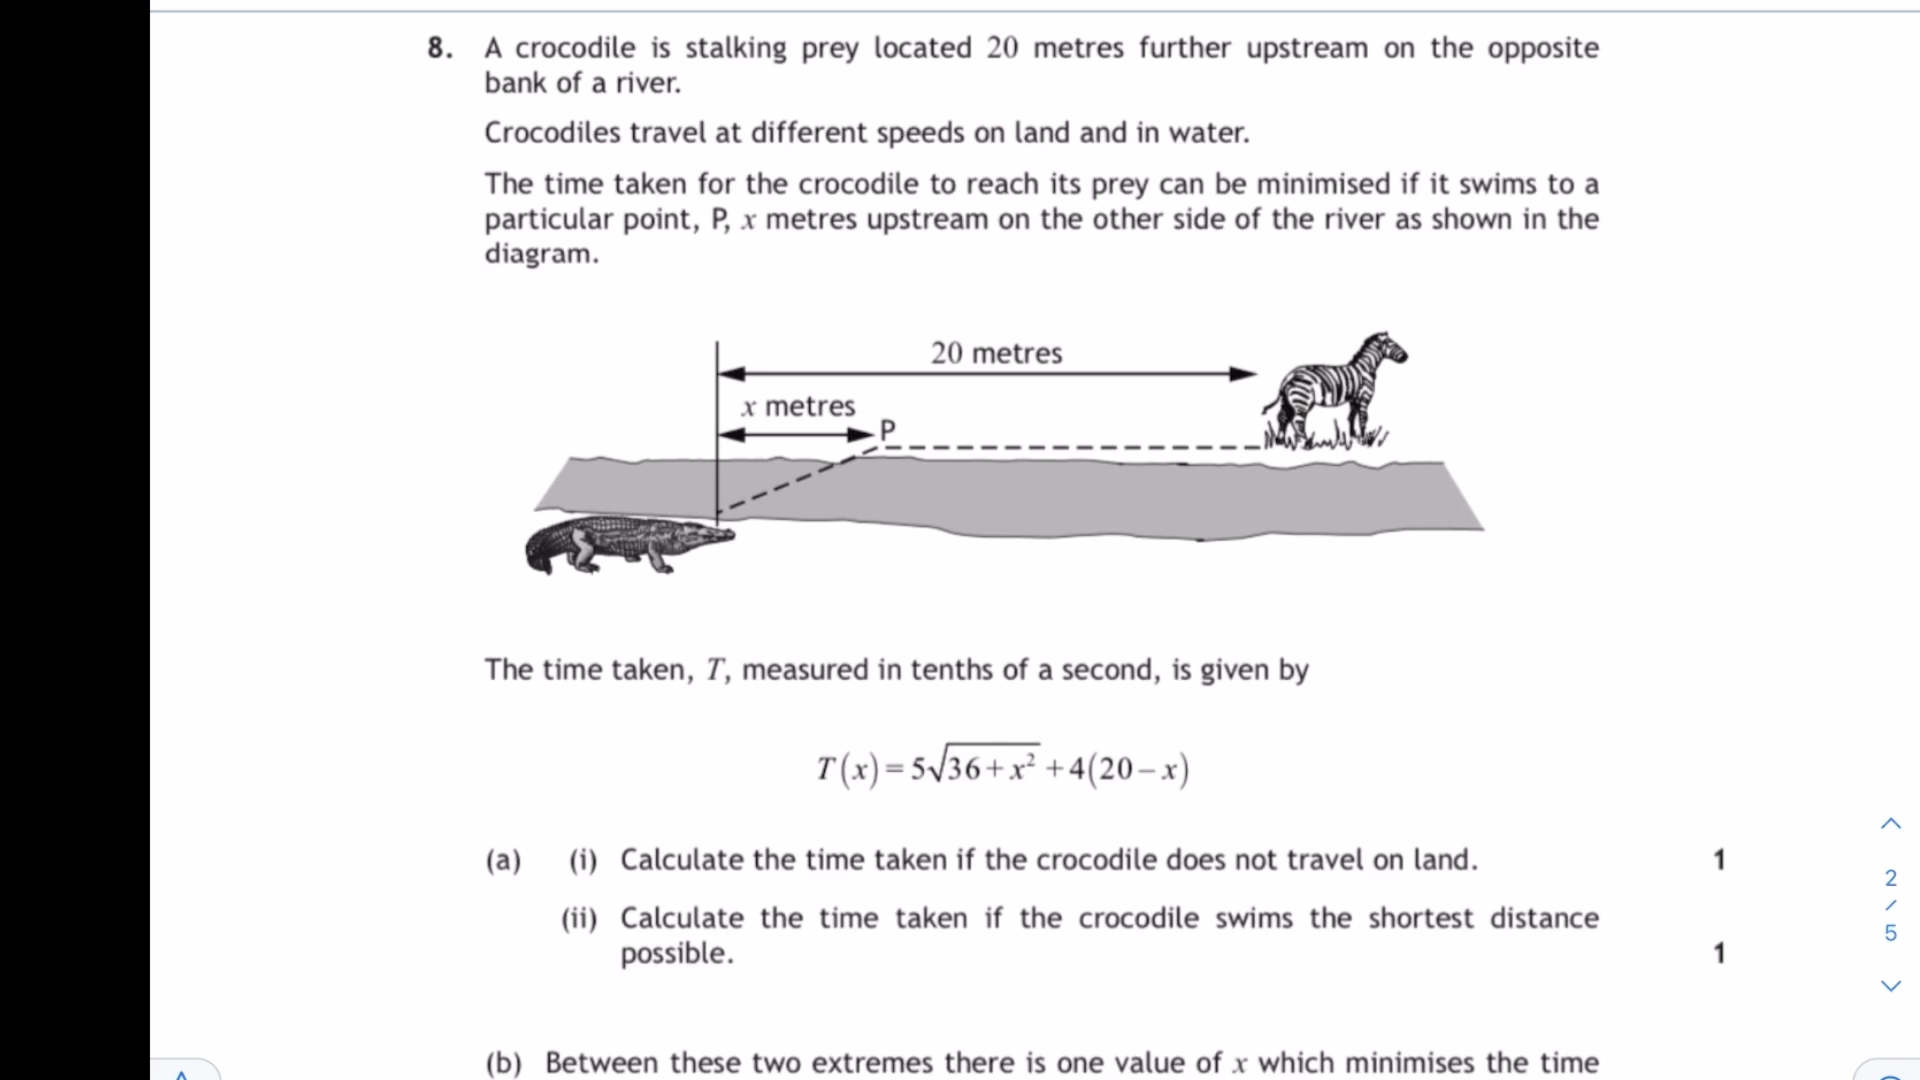 8. A crocodile is stalking prey located 20 metres further upstream on the opposite
bank of a river.
Crocodiles travel at different speeds on land and in water.
The time taken for the crocodile to reach its prey can be minimised if it swims to a
particular point, P, x metres upstream on the other side of the river as shown in the
diagram.
20 metres
x metres
P
The time taken, T, measured in tenths of a second, is given by
T(x) = 5√36+x² + 4(20 – x)
(a) (i) Calculate the time taken if the crocodile does not travel on land. 1
(ii) Calculate the time taken if the crocodile swims the shortest distance
possible. 1
2
/
5
(b) Between these two extremes there is one value of x which minimises the time